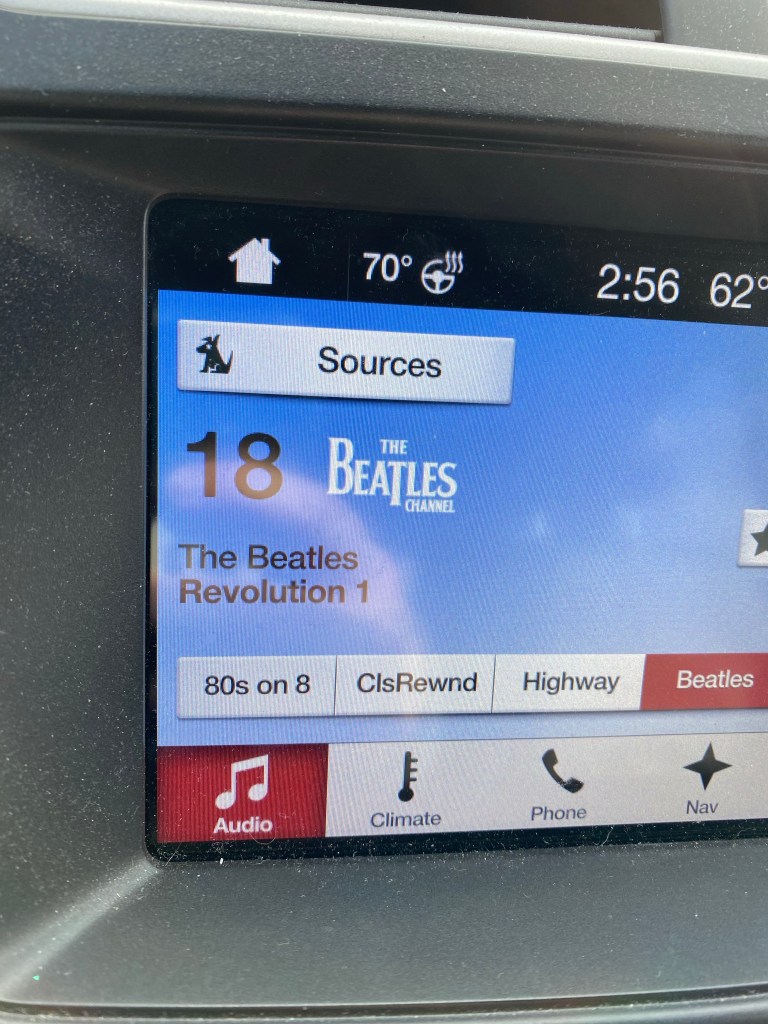 70°
2:56 62°
Sources
18
THE
BEATLES
CHANNEL
The Beatles
Revolution 1
80s on 8
ClsRewnd
Highway
Beatles
Audio
Climate
Phone
Nav